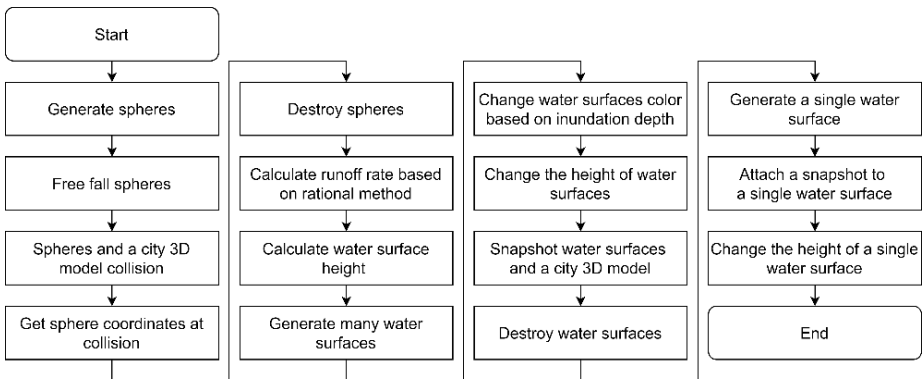 Start
Generate spheres
Free fall spheres
Spheres and a city 3D
model collision
Get sphere coordinates at
collision
Destroy spheres
Calculate runoff rate based
on rational method
Calculate water surface
height
Generate many water
surfaces
Change water surfaces color
based on inundation depth
Change the height of water
surfaces
Snapshot water surfaces
and a city 3D model
Destroy water surfaces
Generate a single water
surface
Attach a snapshot to
a single water surface
Change the height of a single
water surface
End